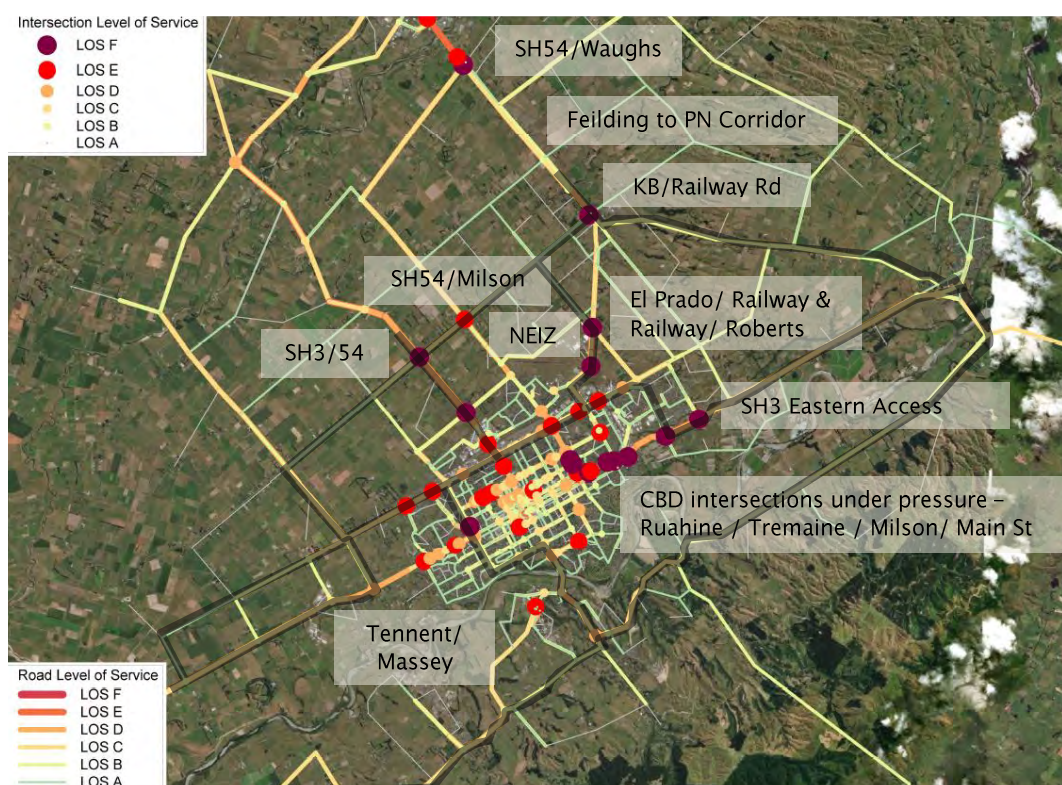 Intersection Level of Service
LOS F
LOS E
LOS D
LOS C
LOS B
LOS A
SH54/Waughs
Feilding to PN Corridor
KB/Railway Rd
SH54/Milson
El Prado/ Railway &
Railway/ Roberts
NEIZ
SH3/54
SH3 Eastern Access
CBD intersections under pressure –
Ruahine / Tremaine / Milson/ Main St
Tennent/
Massey
Road Level of Service
LOS F
LOS E
LOS D
LOS C
LOS B
LOS A